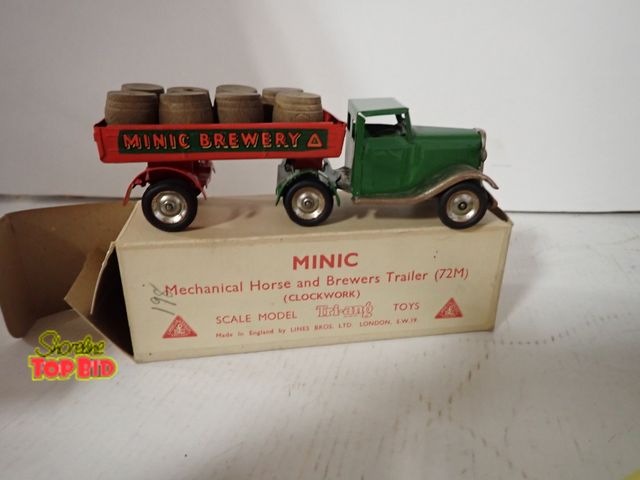 MINIC BREWERY
MINIC
Mechanical Horse and Brewers Trailer (72M)
(CLOCKWORK)
SCALE MODEL Tri-ang TOYS
Made in England by LINES BROS. LTD. LONDON, S.W.19.
Shoreline
TOP BID